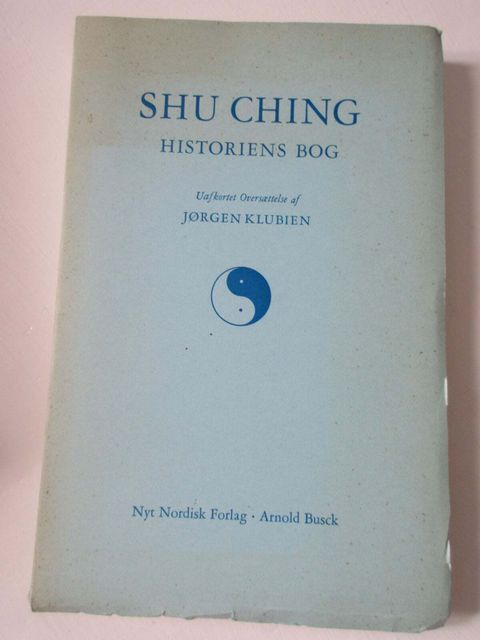 SHU CHING
HISTORIENS BOG
Uafkortet Oversættelse af
JØRGEN KLUBIEN
Nyt Nordisk Forlag · Arnold Busck